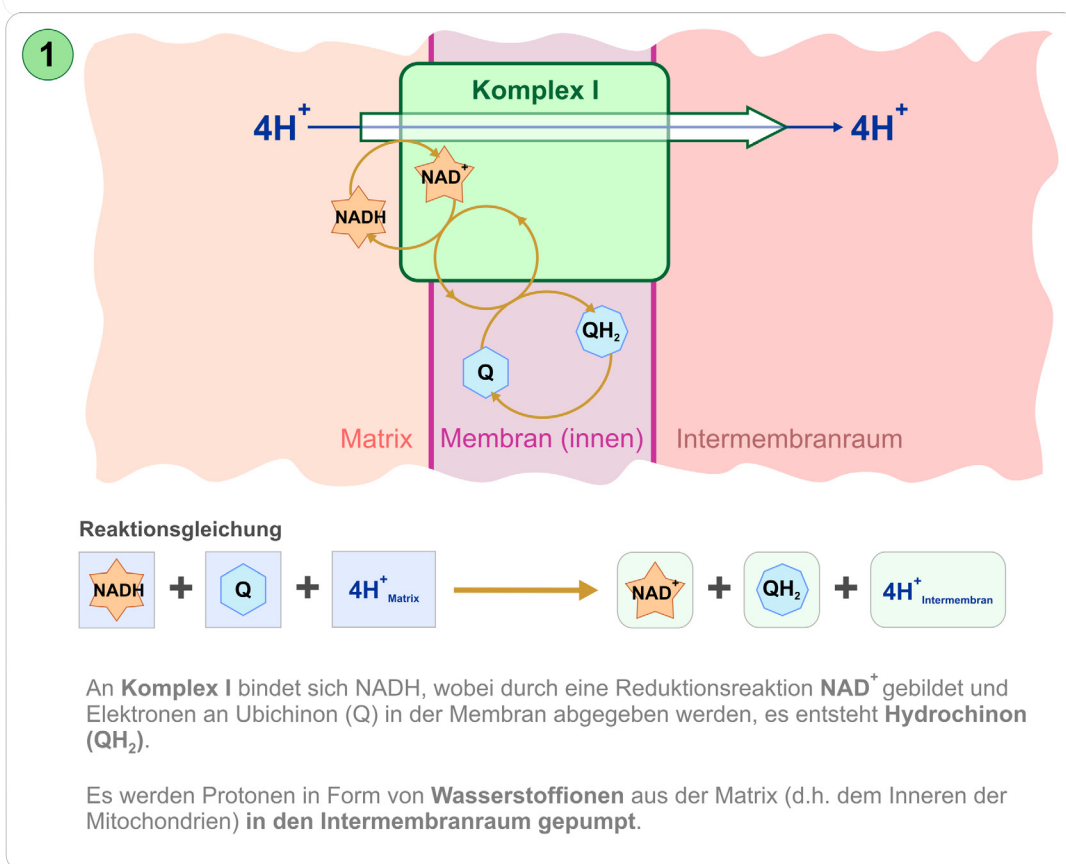 1
Komplex I
4H⁺
4H⁺
NAD⁺
NADH
QH₂
Q
Matrix
Membran (innen)
Intermembranraum
Reaktionsgleichung
NADH + Q + 4H⁺ Matrix NAD⁺ + QH₂ + 4H⁺ Intermembran
An Komplex I bindet sich NADH, wobei durch eine Reduktionsreaktion NAD⁺ gebildet und
Elektronen an Ubichinon (Q) in der Membran abgegeben werden, es entsteht Hydrochinon
(QH₂).
Es werden Protonen in Form von Wasserstoffionen aus der Matrix (d.h. dem Inneren der
Mitochondrien) in den Intermembranraum gepumpt.